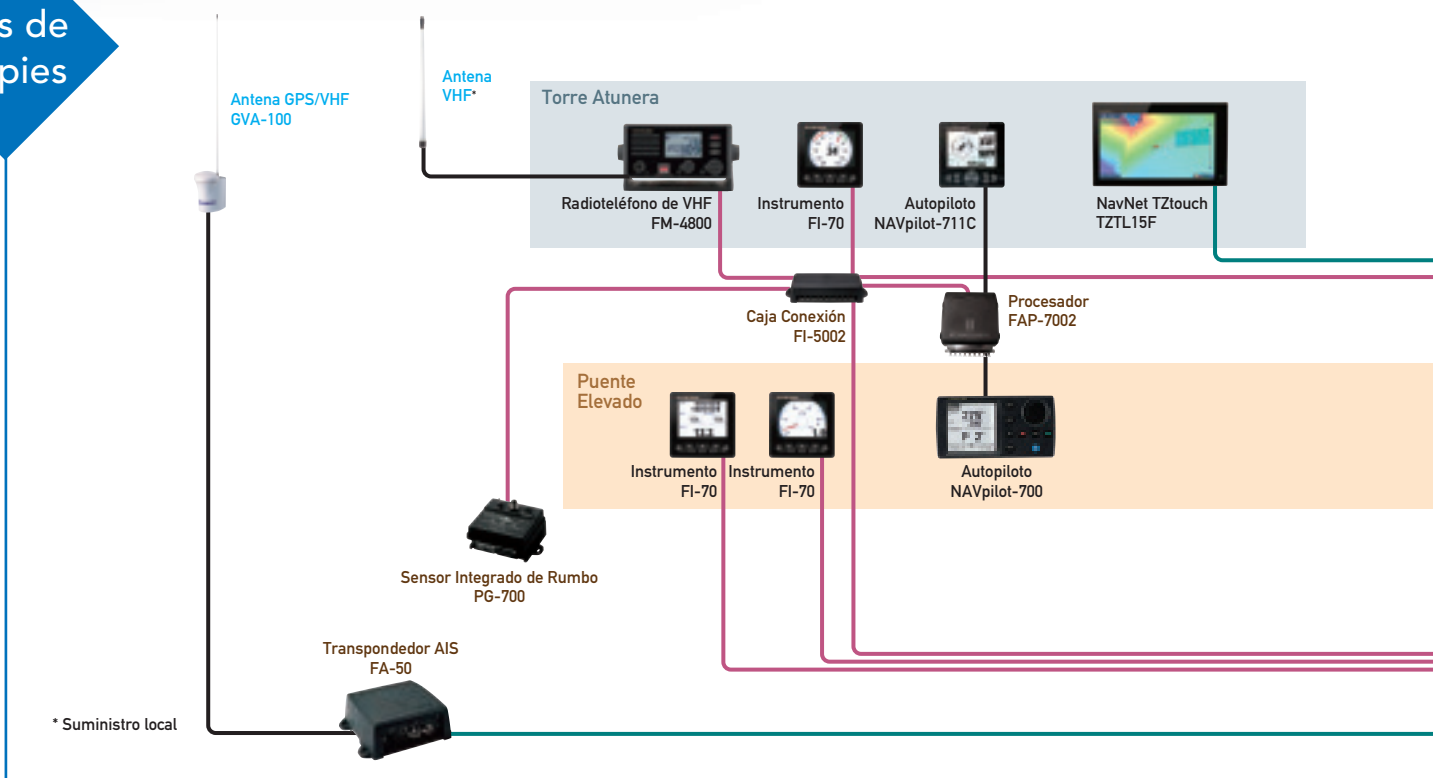 s de
pies
Antena GPS/VHF
GVA-100
Antena
VHF*
Torre Atunera
Radioteléfono de VHF
FM-4800
Instrumento
FI-70
Autopiloto
NAVpilot-711C
NavNet TZtouch
TZTL15F
Caja Conexión
FI-5002
Procesador
FAP-7002
Puente
Elevado
Instrumento
FI-70
Instrumento
FI-70
Autopiloto
NAVpilot-700
Sensor Integrado de Rumbo
PG-700
Transpondedor AIS
FA-50
* Suministro local